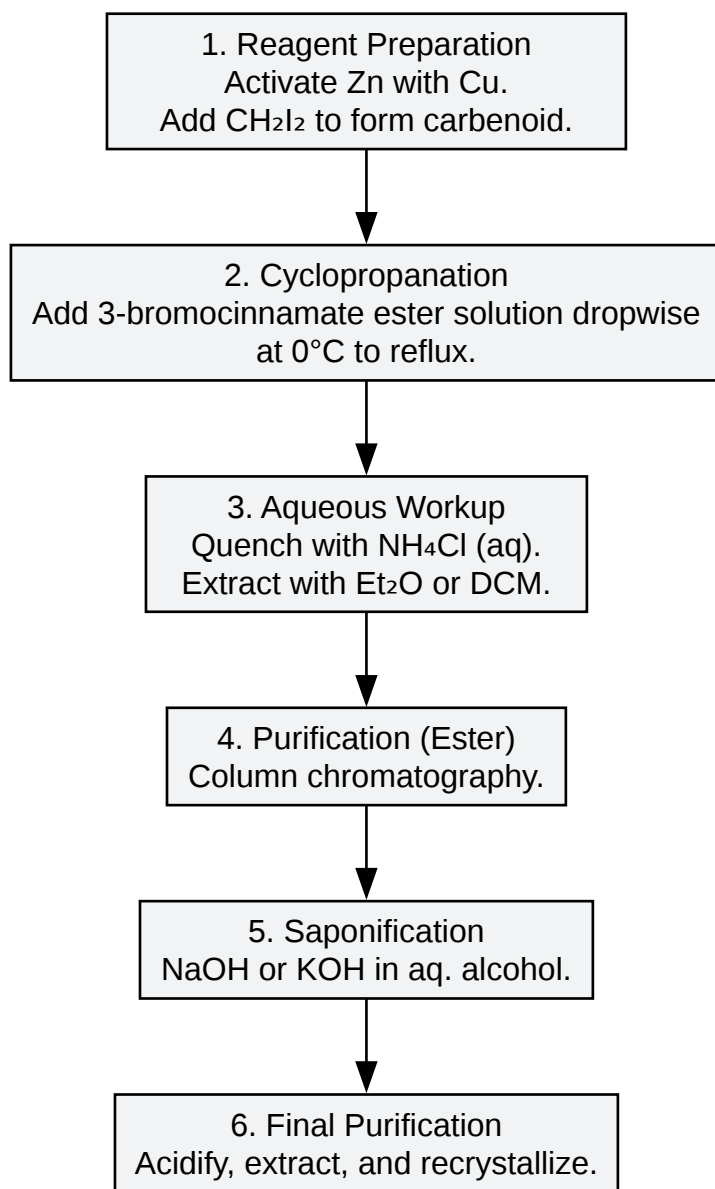 1. Reagent Preparation
Activate Zn with Cu.
Add CH₂I₂ to form carbenoid.
2. Cyclopropanation
Add 3-bromocinnamate ester solution dropwise
at 0°C to reflux.
3. Aqueous Workup
Quench with NH₄Cl (aq).
Extract with Et₂O or DCM.
4. Purification (Ester)
Column chromatography.
5. Saponification
NaOH or KOH in aq. alcohol.
6. Final Purification
Acidify, extract, and recrystallize.